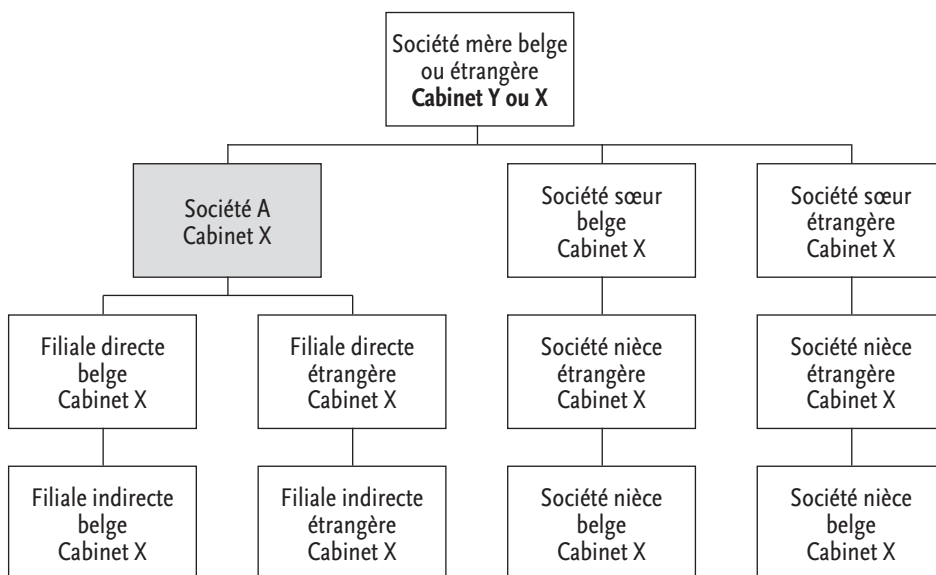 Société mère belge
ou étrangère
Cabinet Y ou X
Société A
Cabinet X
Société sœur
belge
Cabinet X
Société sœur
étrangère
Cabinet X
Filiale directe
belge
Cabinet X
Filiale directe
étrangère
Cabinet X
Société nièce
étrangère
Cabinet X
Société nièce
étrangère
Cabinet X
Filiale indirecte
belge
Cabinet X
Filiale indirecte
étrangère
Cabinet X
Société nièce
belge
Cabinet X
Société nièce
belge
Cabinet X